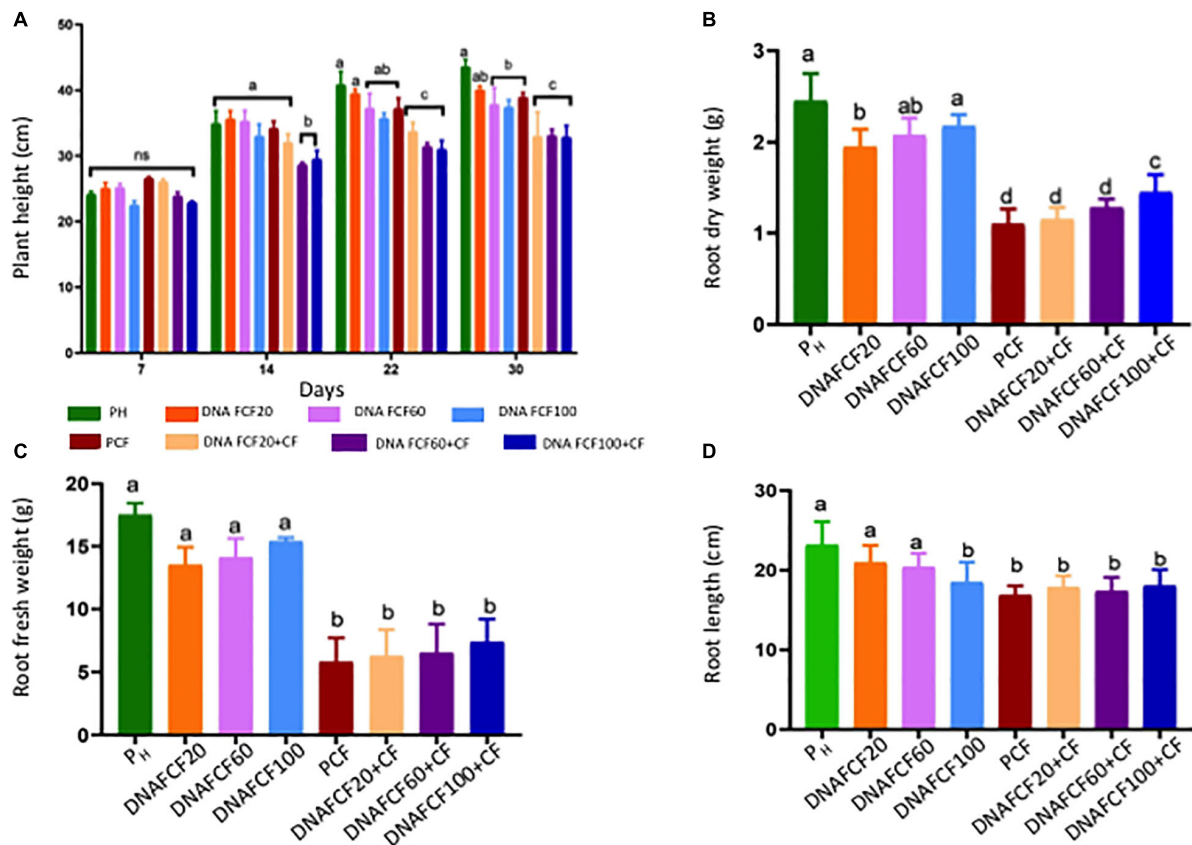 A
Plant height (cm)
50
40
30
20
10
0
ns
a
b
a
a
ab
c
a
ab
b
c
7
14
22
30
Days
PH
DNA FCF20
DNA FCF60
DNA FCF100
PCF
DNA FCF20+CF
DNA FCF60+CF
DNA FCF100+CF
B
Root dry weight (g)
3
2
1
0
a
b
ab
a
d
d
d
c
PH
DNAFCF20
DNAFCF60
DNAFCF100
PCF
DNAFCF20+CF
DNAFCF60+CF
DNAFCF100+CF
C
Root fresh weight (g)
20
15
10
5
0
a
a
a
a
b
b
b
b
PH
DNAFCF20
DNAFCF60
DNAFCF100
PCF
DNAFCF20+CF
DNAFCF60+CF
DNAFCF100+CF
D
Root length (cm)
30
20
10
0
a
a
a
b
b
b
b
b
PH
DNAFCF20
DNAFCF60
DNAFCF100
PCF
DNAFCF20+CF
DNAFCF60+CF
DNAFCF100+CF